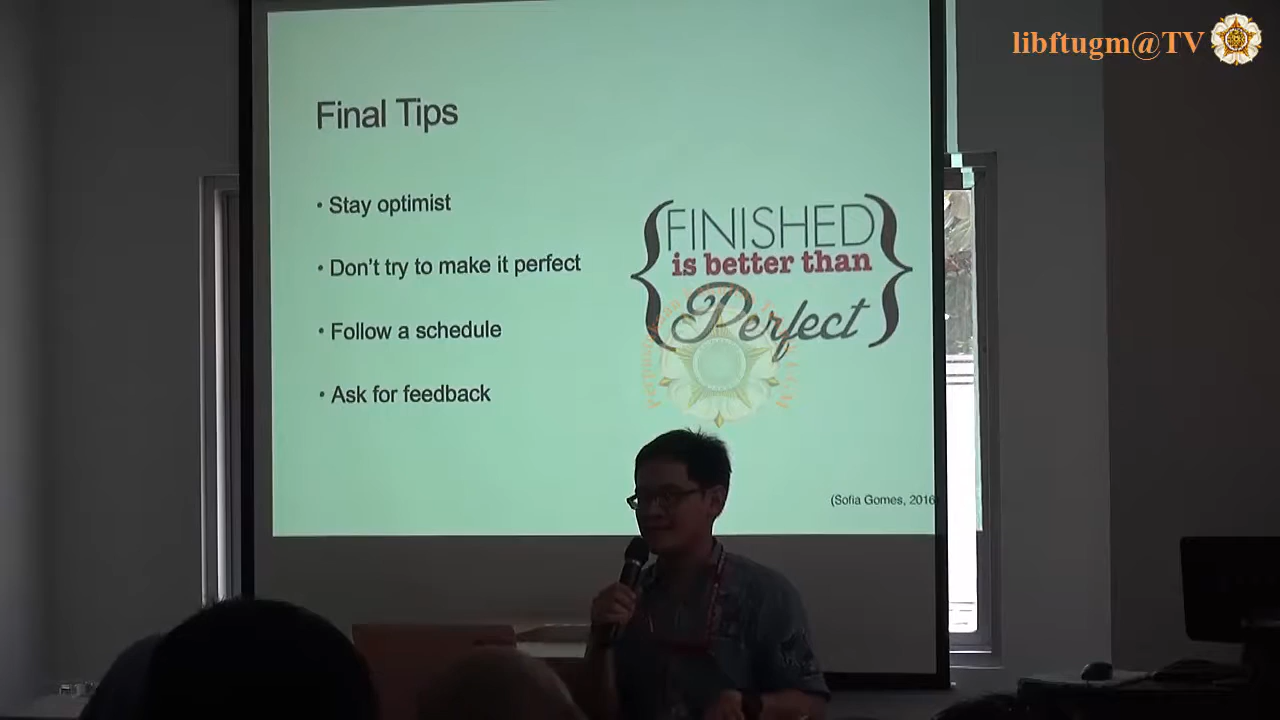 libftugm@TV
Final Tips
• Stay optimist
• Don't try to make it perfect
• Follow a schedule
• Ask for feedback
{FINISHED}
is better than
Perfect
(Sofia Gomes, 2016